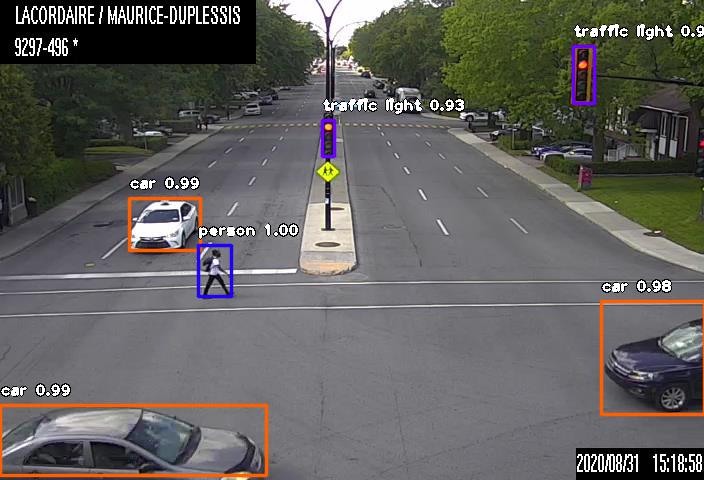 LACORDAIRE / MAURICE-DUPLESSIS
9297-496 *
traffic light 0.9
traffic light 0.93
car 0.99
person 1.00
car 0.98
car 0.99
2020/08/31 15:18:58